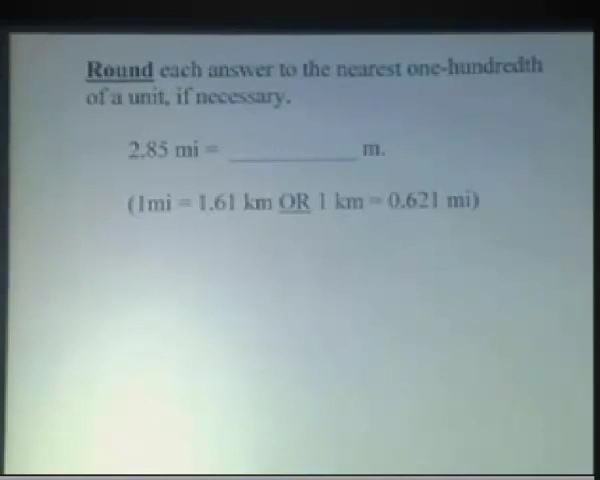 Round each answer to the nearest one-hundredth
of a unit, if necessary.
2.85 mi = __________ m.
(1mi = 1.61 km OR 1 km = 0.621 mi)